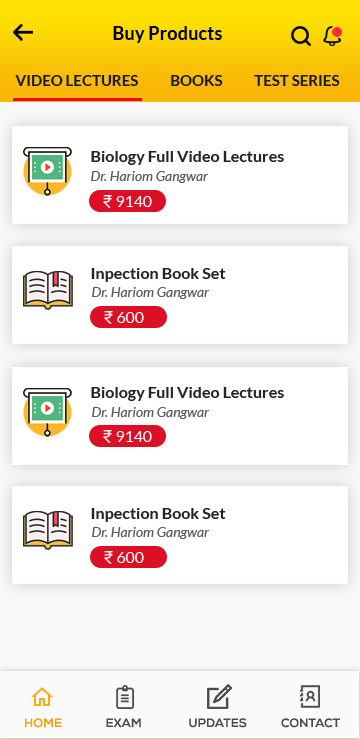 Buy Products
VIDEO LECTURES BOOKS TEST SERIES
Biology Full Video Lectures
Dr. Hariom Gangwar
₹ 9140
Inpection Book Set
Dr. Hariom Gangwar
₹ 600
Biology Full Video Lectures
Dr. Hariom Gangwar
₹ 9140
Inpection Book Set
Dr. Hariom Gangwar
₹ 600
HOME EXAM UPDATES CONTACT